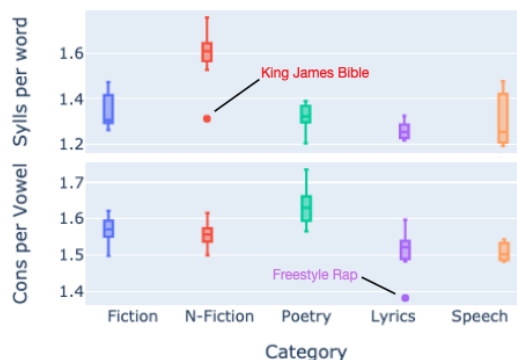 Sylls per word
1.6
1.4
1.2
King James Bible
Cons per Vowel
1.7
1.6
1.5
1.4
Freestyle Rap
Fiction N-Fiction Poetry Lyrics Speech
Category